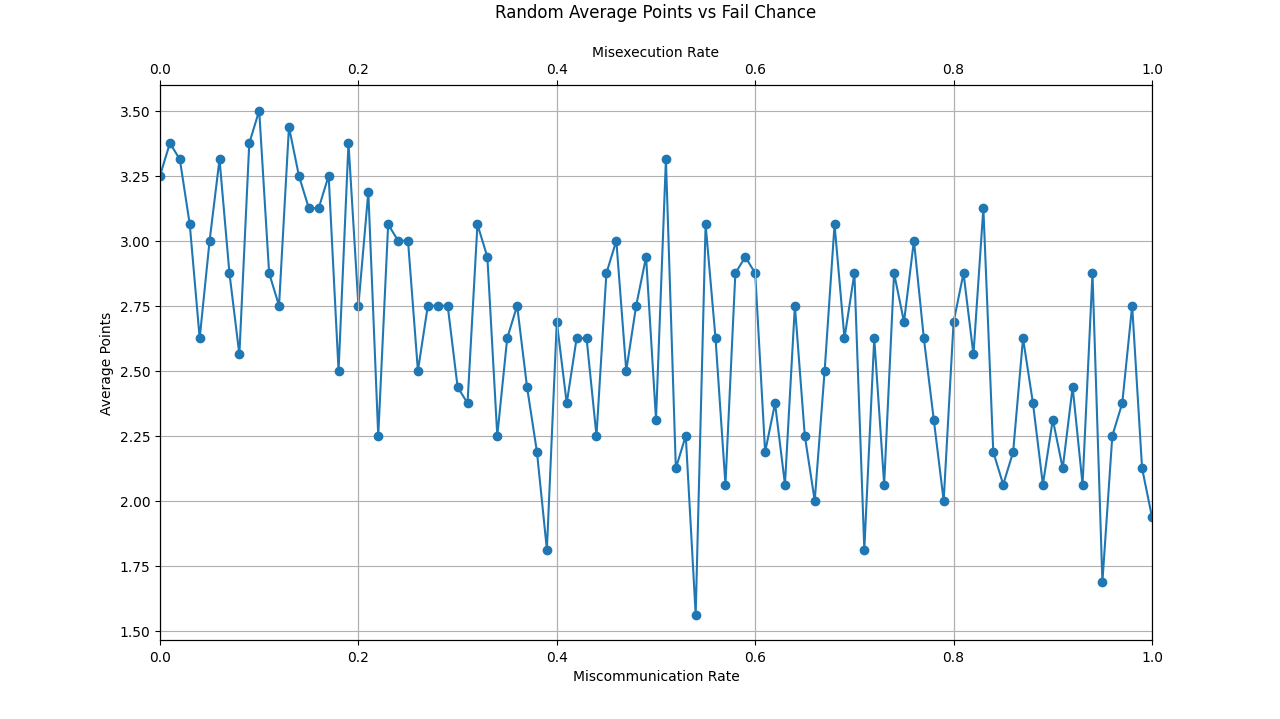 Random Average Points vs Fail Chance
Misexecution Rate
0.0 0.2 0.4 0.6 0.8 1.0
3.50
3.25
3.00
2.75
2.50
2.25
2.00
1.75
1.50
Average Points
0.0 0.2 0.4 0.6 0.8 1.0
Miscommunication Rate